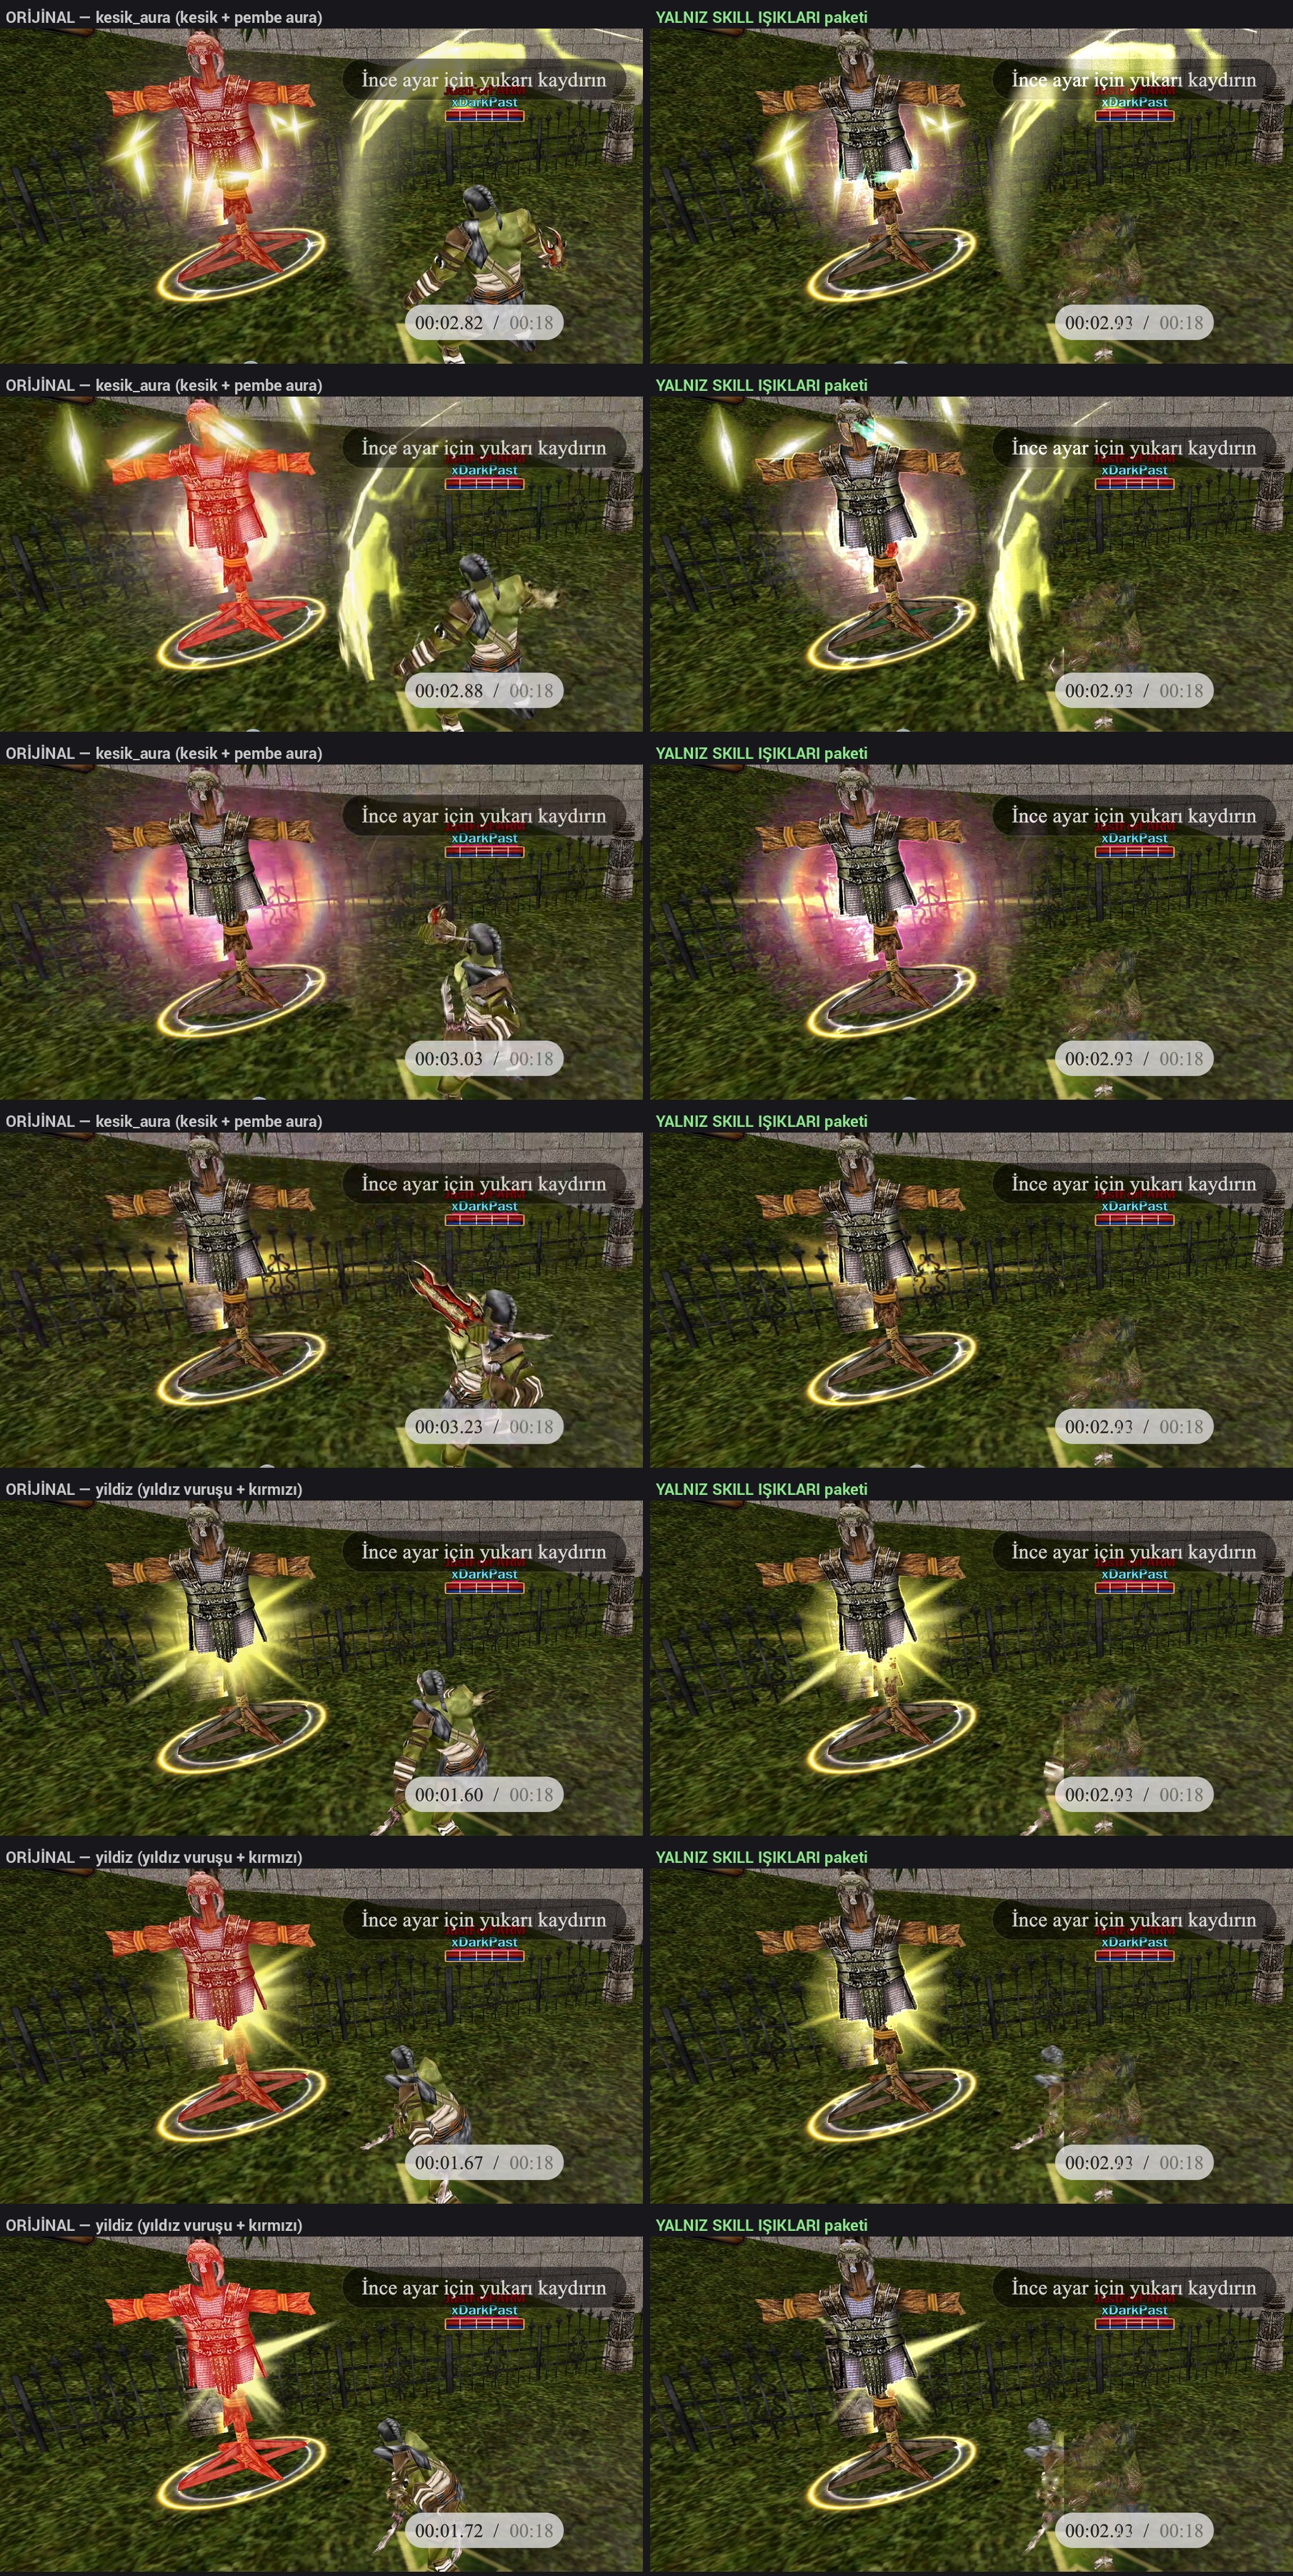 ORİJİNAL — kesik_aura (kesik + pembe aura)
YALNIZ SKILL IŞIKLARI paketi
İnce ayar için yukarı kaydırın
xDarkPast
00:02.82 / 00:18
İnce ayar için yukarı kaydırın
xDarkPast
00:02.93 / 00:18
ORİJİNAL — kesik_aura (kesik + pembe aura)
YALNIZ SKILL IŞIKLARI paketi
İnce ayar için yukarı kaydırın
xDarkPast
00:02.88 / 00:18
İnce ayar için yukarı kaydırın
xDarkPast
00:02.93 / 00:18
ORİJİNAL — kesik_aura (kesik + pembe aura)
YALNIZ SKILL IŞIKLARI paketi
İnce ayar için yukarı kaydırın
xDarkPast
00:03.03 / 00:18
İnce ayar için yukarı kaydırın
xDarkPast
00:02.93 / 00:18
ORİJİNAL — kesik_aura (kesik + pembe aura)
YALNIZ SKILL IŞIKLARI paketi
İnce ayar için yukarı kaydırın
xDarkPast
00:03.23 / 00:18
İnce ayar için yukarı kaydırın
xDarkPast
00:02.93 / 00:18
ORİJİNAL — yildiz (yıldız vuruşu + kırmızı)
YALNIZ SKILL IŞIKLARI paketi
İnce ayar için yukarı kaydırın
xDarkPast
00:01.60 / 00:18
İnce ayar için yukarı kaydırın
xDarkPast
00:02.93 / 00:18
ORİJİNAL — yildiz (yıldız vuruşu + kırmızı)
YALNIZ SKILL IŞIKLARI paketi
İnce ayar için yukarı kaydırın
xDarkPast
00:01.67 / 00:18
İnce ayar için yukarı kaydırın
xDarkPast
00:02.93 / 00:18
ORİJİNAL — yildiz (yıldız vuruşu + kırmızı)
YALNIZ SKILL IŞIKLARI paketi
İnce ayar için yukarı kaydırın
xDarkPast
00:01.72 / 00:18
İnce ayar için yukarı kaydırın
xDarkPast
00:02.93 / 00:18